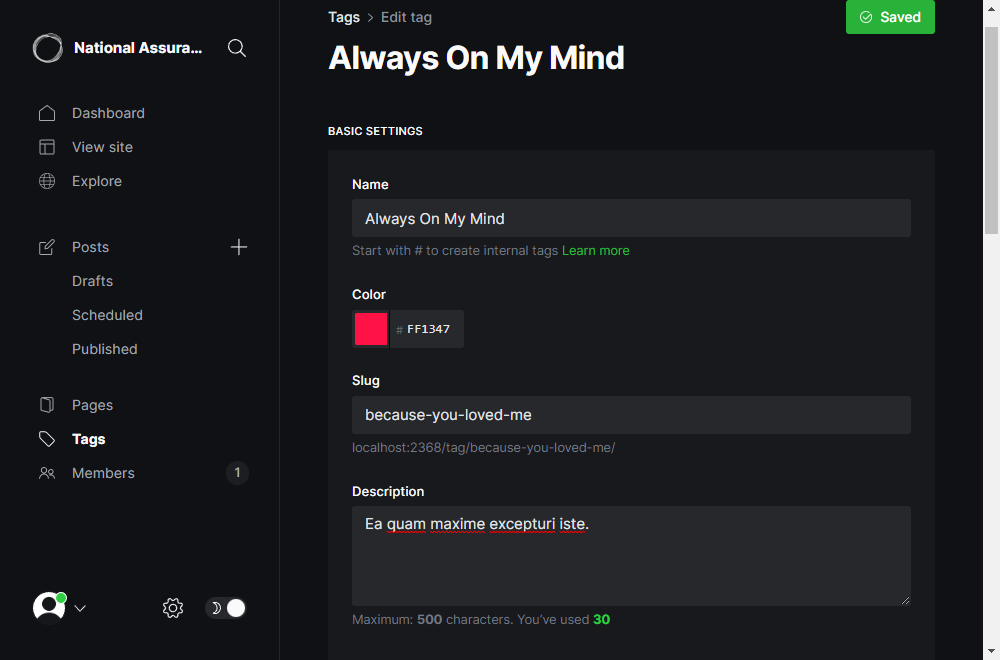 National Assura...
Dashboard
View site
Explore
Posts
Drafts
Scheduled
Published
Pages
Tags
Members
1
Tags > Edit tag
Saved
Always On My Mind
BASIC SETTINGS
Name
Always On My Mind
Start with # to create internal tags Learn more
Color
# FF1347
Slug
because-you-loved-me
localhost:2368/tag/because-you-loved-me/
Description
Ea quam maxime excepturi iste.
Maximum: 500 characters. You've used 30